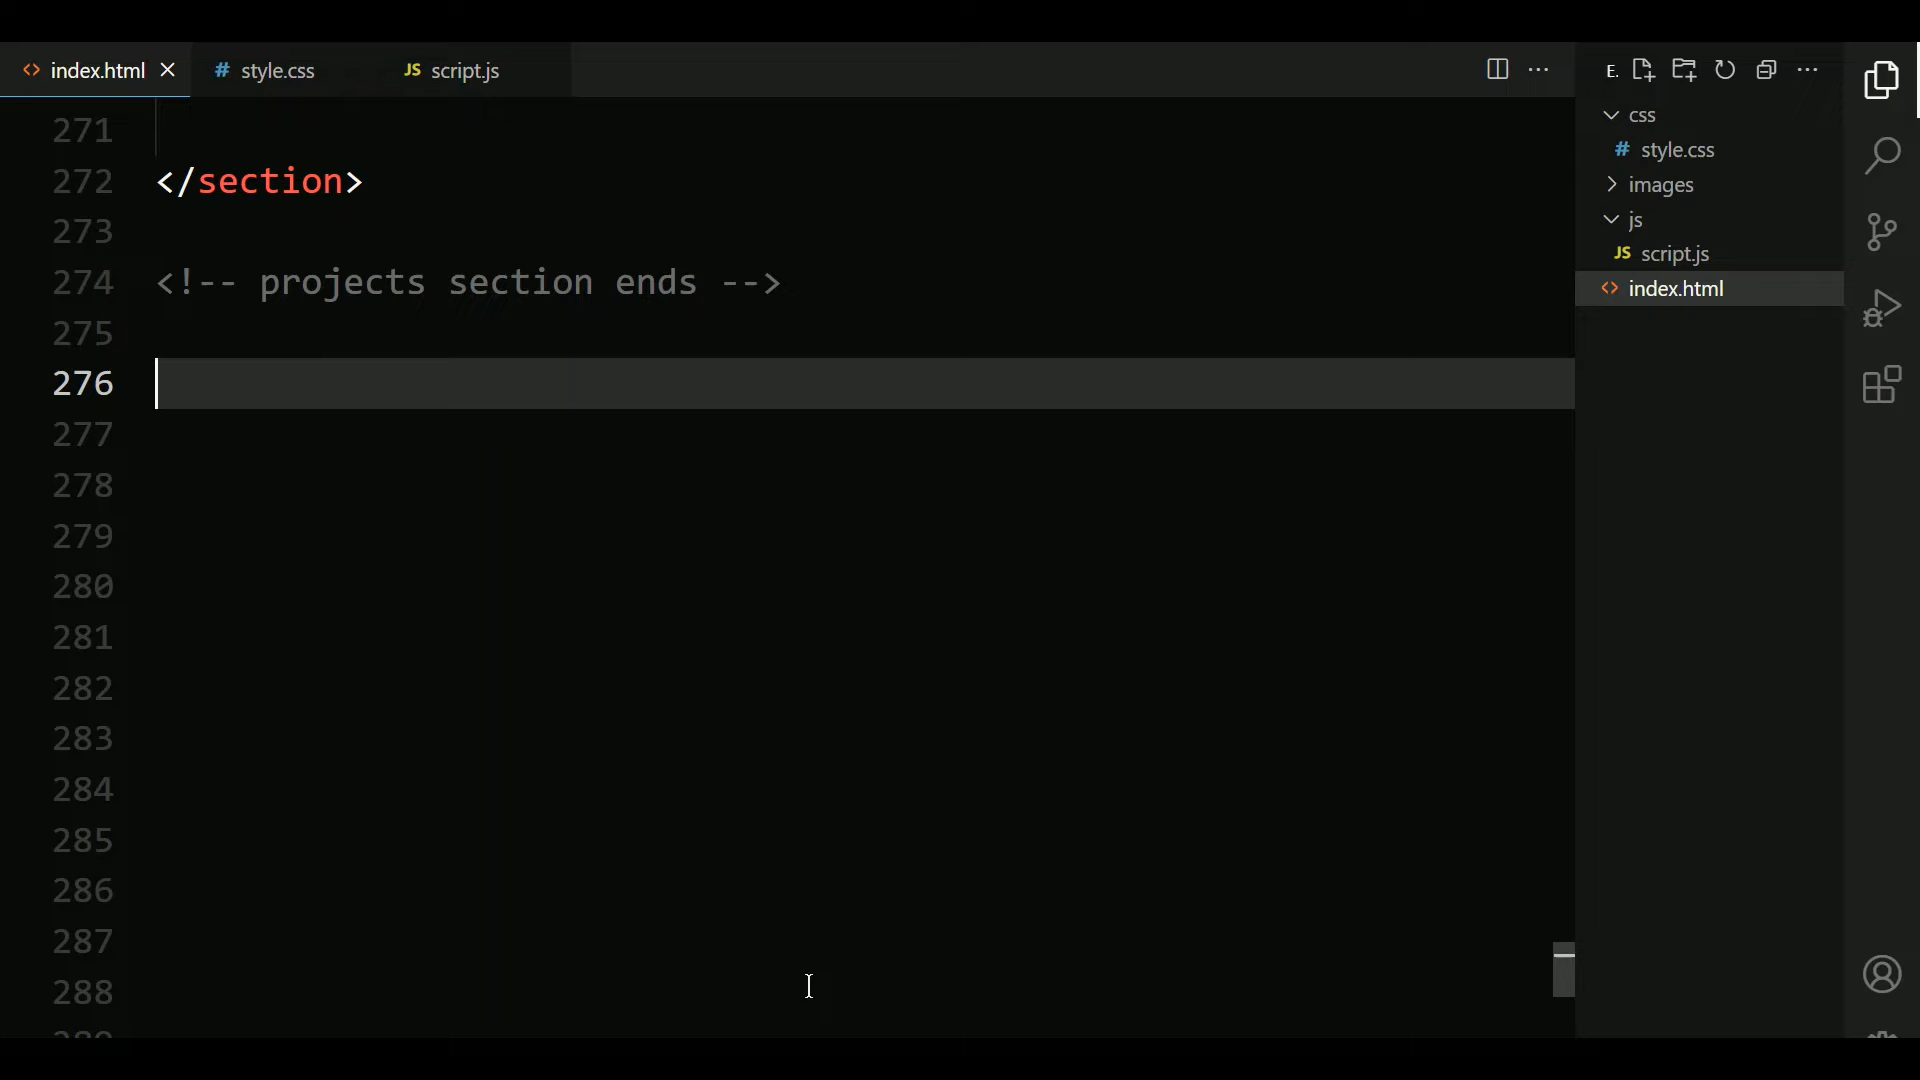 index.html
style.css
JS script.js
E.
271
272 </section>
273
274 <!-- projects section ends -->
275
276
277
278
279
280
281
282
283
284
285
286
287
288
css
style.css
images
js
JS script.js
index.html